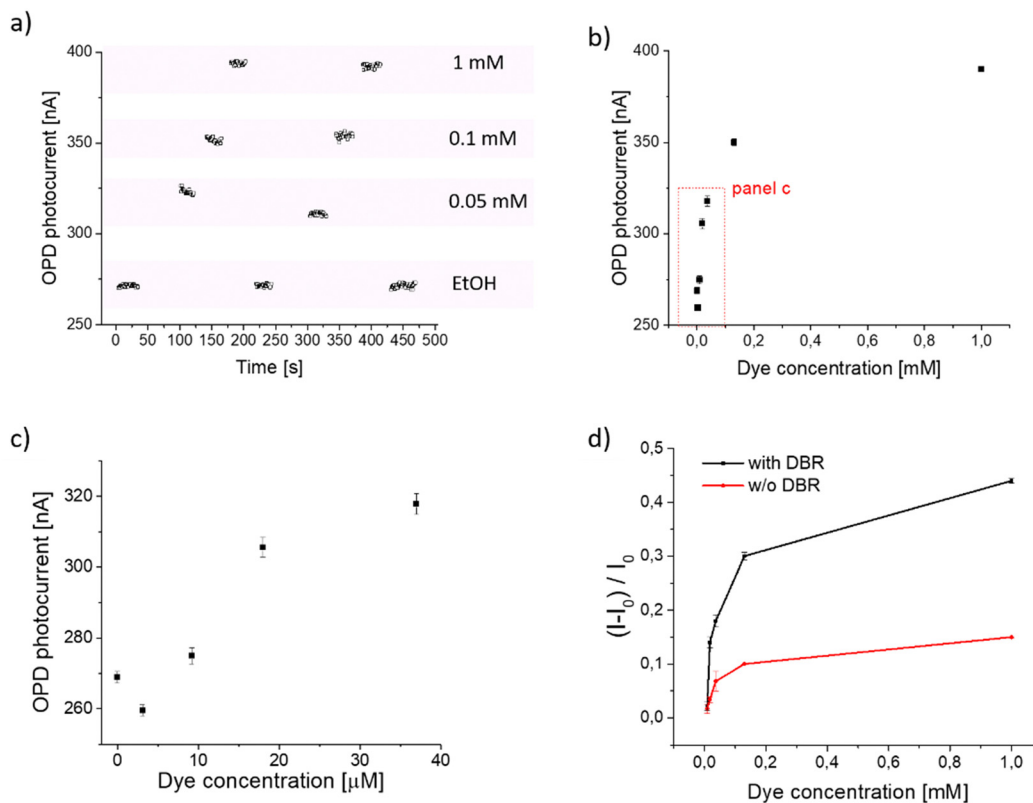 a)
OPD photocurrent [nA]
400
350
300
250
1 mM
0.1 mM
0.05 mM
EtOH
0 50 100 150 200 250 300 350 400 450 500
Time [s]
b)
OPD photocurrent [nA]
400
350
300
250
panel c
0,0 0,2 0,4 0,6 0,8 1,0
Dye concentration [mM]
c)
OPD photocurrent [nA]
320
300
280
260
0 10 20 30 40
Dye concentration [μM]
d)
(I-I₀) / I₀
0,5
0,4
0,3
0,2
0,1
0,0
with DBR
w/o DBR
0,0 0,2 0,4 0,6 0,8 1,0
Dye concentration [mM]